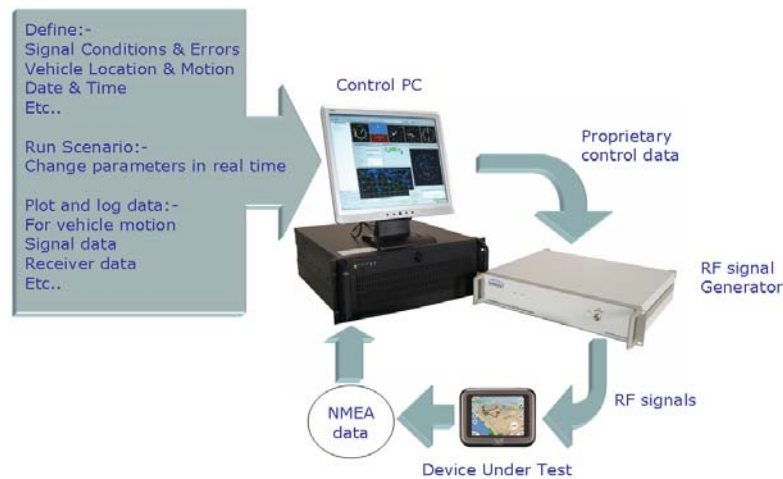 Define:-
Signal Conditions & Errors
Vehicle Location & Motion
Date & Time
Etc..
Run Scenario:-
Change parameters in real time
Plot and log data:-
For vehicle motion
Signal data
Receiver data
Etc..
Control PC
Proprietary
control data
RF signal
Generator
RF signals
NMEA
data
Device Under Test